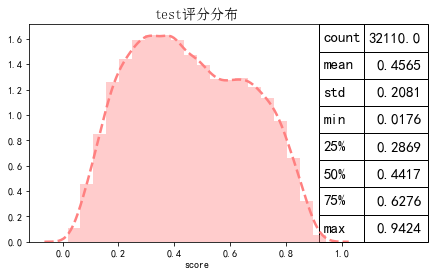 test评分分布
1.6
1.4
1.2
1.0
0.8
0.6
0.4
0.2
0.0
0.0 0.2 0.4 0.6 0.8 1.0
score
count 32110.0
mean 0.4565
std 0.2081
min 0.0176
25% 0.2869
50% 0.4417
75% 0.6276
max 0.9424